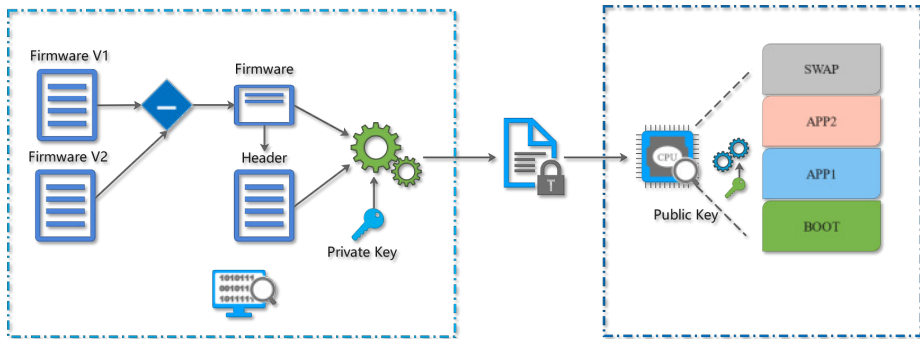 Firmware V1
Firmware
Firmware V2
Header
Private Key
1010111
001011
101111
T
CPU
Public Key
SWAP
APP2
APP1
BOOT